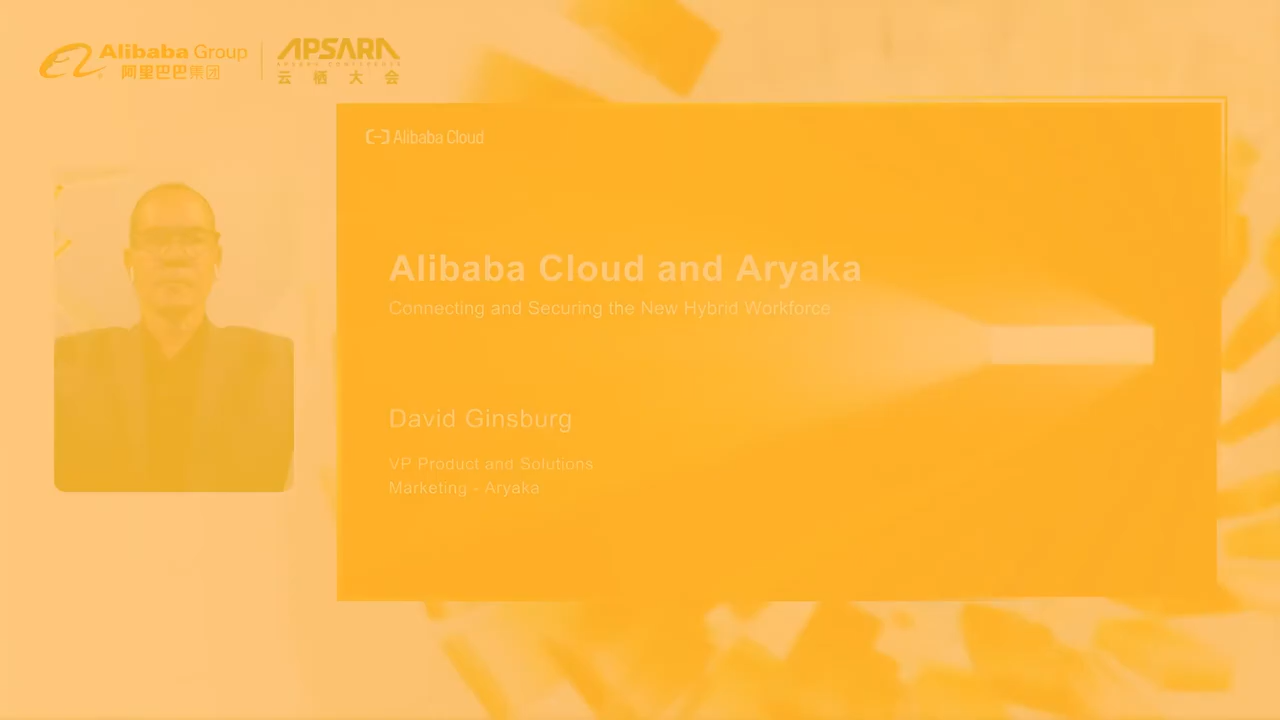 Alibaba Group
阿里巴巴集团
APSARA
云栖大会
Alibaba Cloud
Alibaba Cloud and Aryaka
Connecting and Securing the New Hybrid Workforce
David Ginsburg
VP Product and Solutions
Marketing - Aryaka